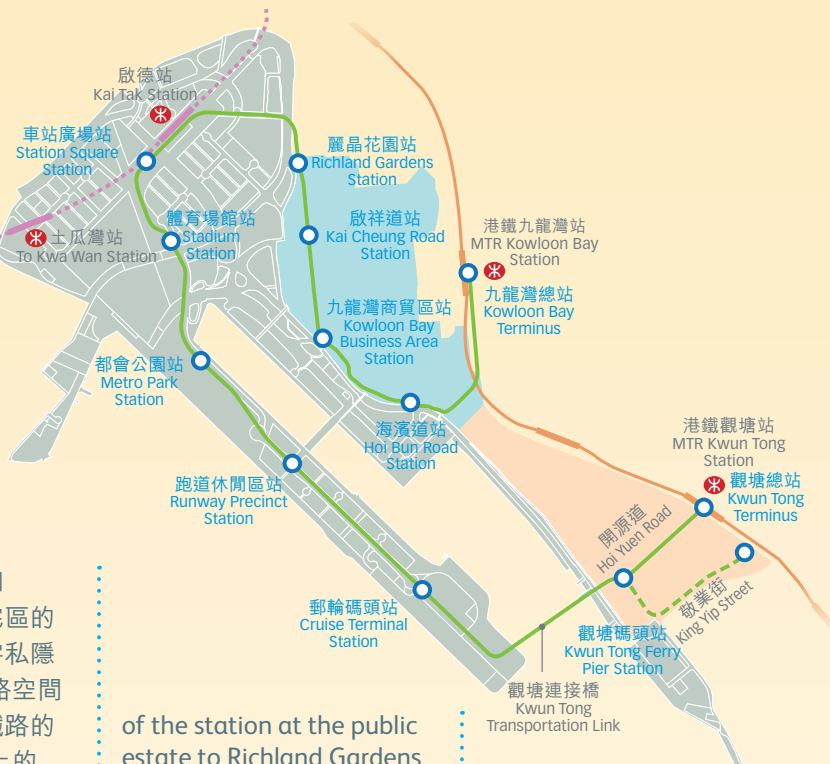 啟德站
Kai Tak Station
車站廣場站
Station Square
Station
麗晶花園站
Richland Gardens
Station
體育場館站
Stadium
Station
啟祥道站
Kai Cheung Road
Station
港鐵九龍灣站
MTR Kowloon Bay
Station
土瓜灣站
To Kwa Wan Station
九龍灣總站
Kowloon Bay
Terminus
九龍灣商貿區站
Kowloon Bay
Business Area
Station
都會公園站
Metro Park
Station
海濱道站
Hoi Bun Road
Station
港鐵觀塘站
MTR Kwun Tong
Station
觀塘總站
Kwun Tong
Terminus
跑道休閒區站
Runway Precinct
Station
開源道
Hoi Yuen Road
敬業街
King Yip Street
郵輪碼頭站
Cruise Terminal
Station
觀塘碼頭站
Kwun Tong Ferry
Pier Station
觀塘連接橋
Kwun Tong
Transportation Link
區的
私隱
路空間
鐵路的
of the station at the public
estate to Richland Gardens